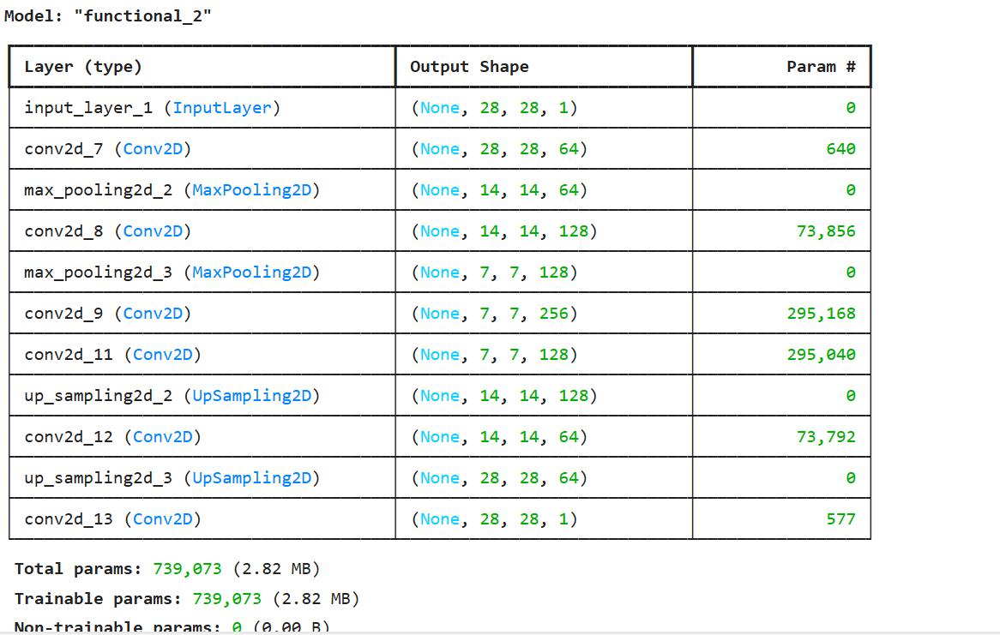 Model: "functional_2"
Layer (type) Output Shape Param #
input_layer_1 (InputLayer) (None, 28, 28, 1) 0
conv2d_7 (Conv2D) (None, 28, 28, 64) 640
max_pooling2d_2 (MaxPooling2D) (None, 14, 14, 64) 0
conv2d_8 (Conv2D) (None, 14, 14, 128) 73,856
max_pooling2d_3 (MaxPooling2D) (None, 7, 7, 128) 0
conv2d_9 (Conv2D) (None, 7, 7, 256) 295,168
conv2d_11 (Conv2D) (None, 7, 7, 128) 295,040
up_sampling2d_2 (UpSampling2D) (None, 14, 14, 128) 0
conv2d_12 (Conv2D) (None, 14, 14, 64) 73,792
up_sampling2d_3 (UpSampling2D) (None, 28, 28, 64) 0
conv2d_13 (Conv2D) (None, 28, 28, 1) 577
Total params: 739,073 (2.82 MB)
Trainable params: 739,073 (2.82 MB)
Non-trainable params: 0 (0.00 B)